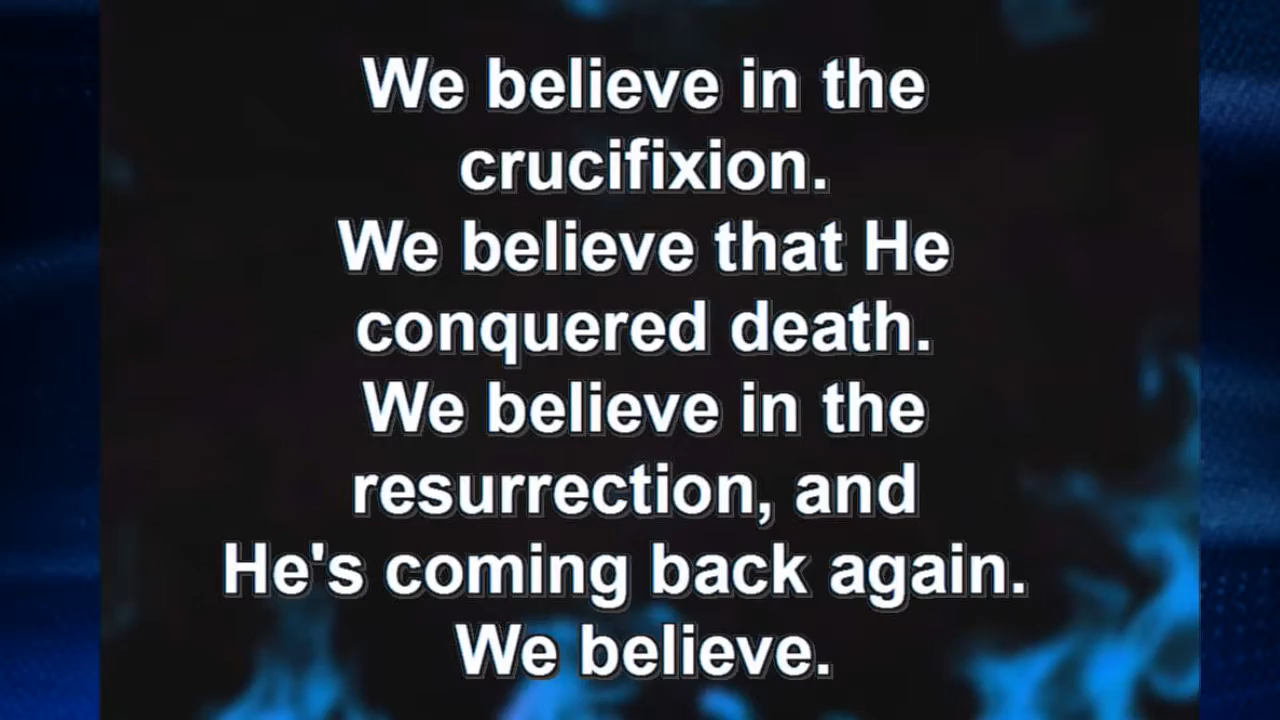 We believe in the
crucifixion.
We believe that He
conquered death.
We believe in the
resurrection, and
He's coming back again.
We believe.